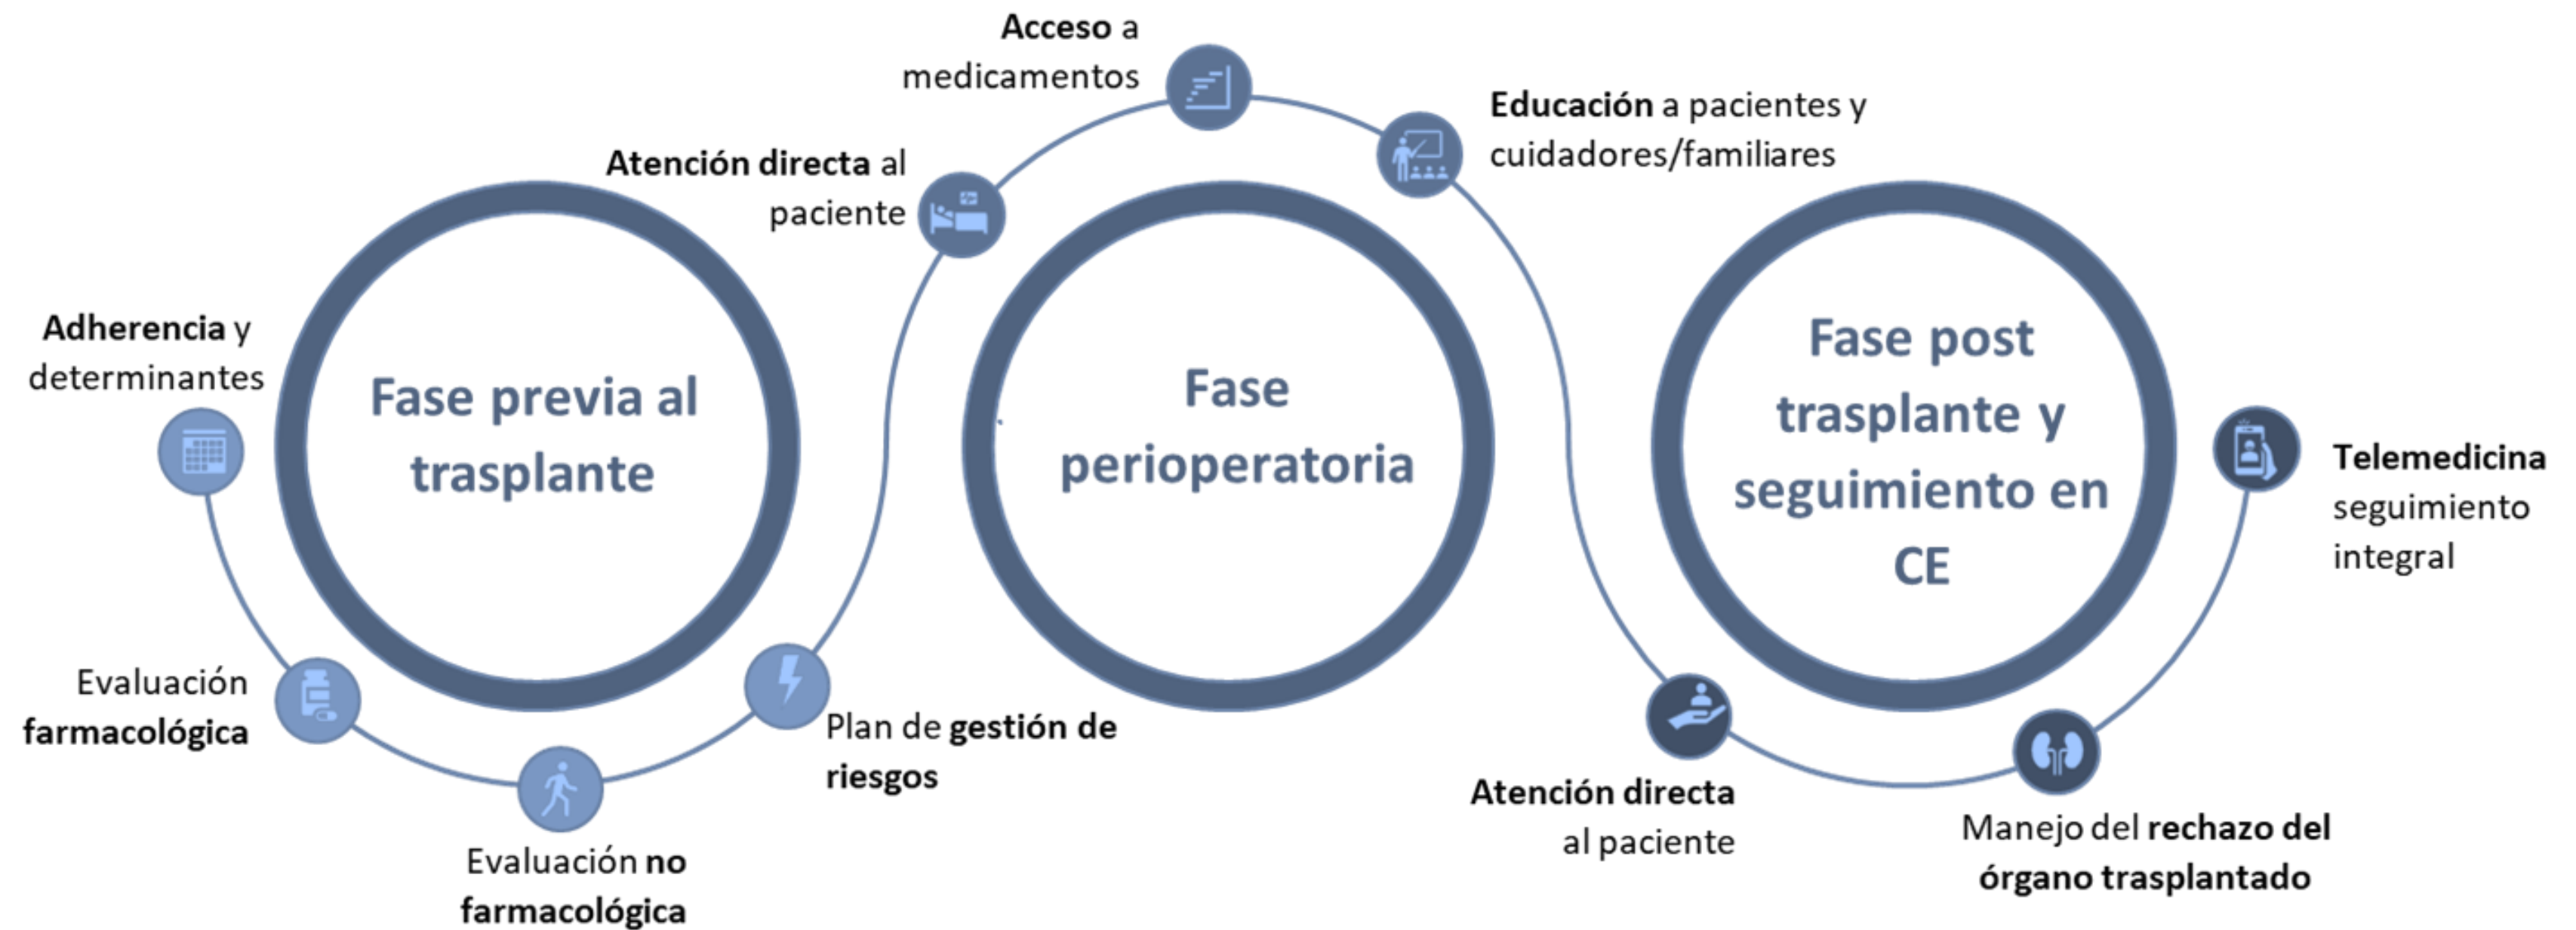 Adherencia y
determinantes
Evaluación
farmacológica
Evaluación no
farmacológica
Plan de gestión de
riesgos
Fase previa al
trasplante
Atención directa al
paciente
Acceso a
medicamentos
Educación a pacientes y
cuidadores/familiares
Fase
perioperatoria
Atención directa
al paciente
Manejo del rechazo del
órgano trasplantado
Telemedicina
seguimiento
integral
Fase post
trasplante y
seguimiento en
CE